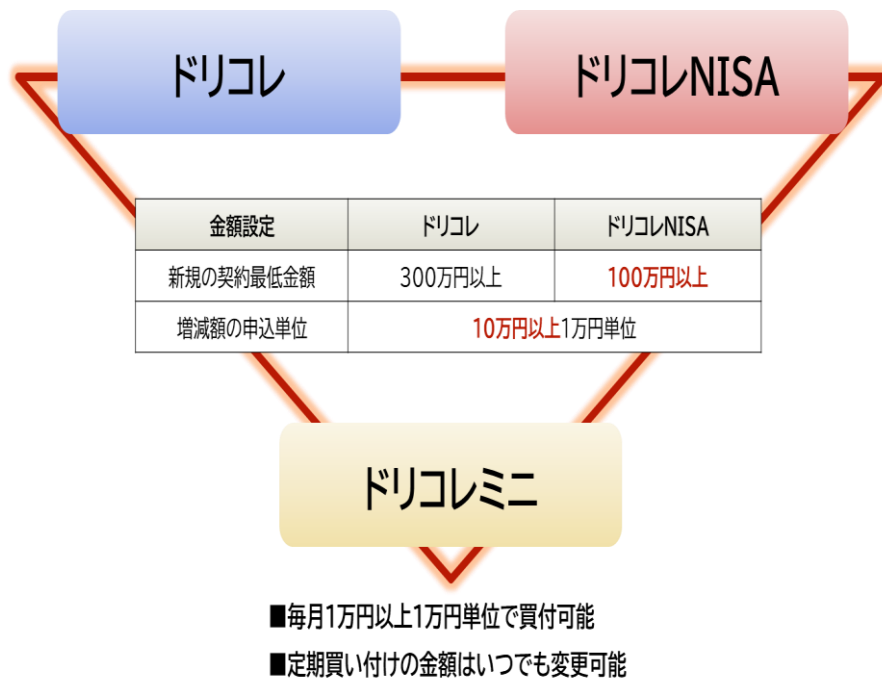 ドリコレ
ドリコレNISA
金額設定 ドリコレ ドリコレNISA
新規の契約最低金額 300万円以上 100万円以上
増減額の申込単位 10万円以上1万円単位
ドリコレミニ
■毎月1万円以上1万円単位で買付可能
■定期買い付けの金額はいつでも変更可能